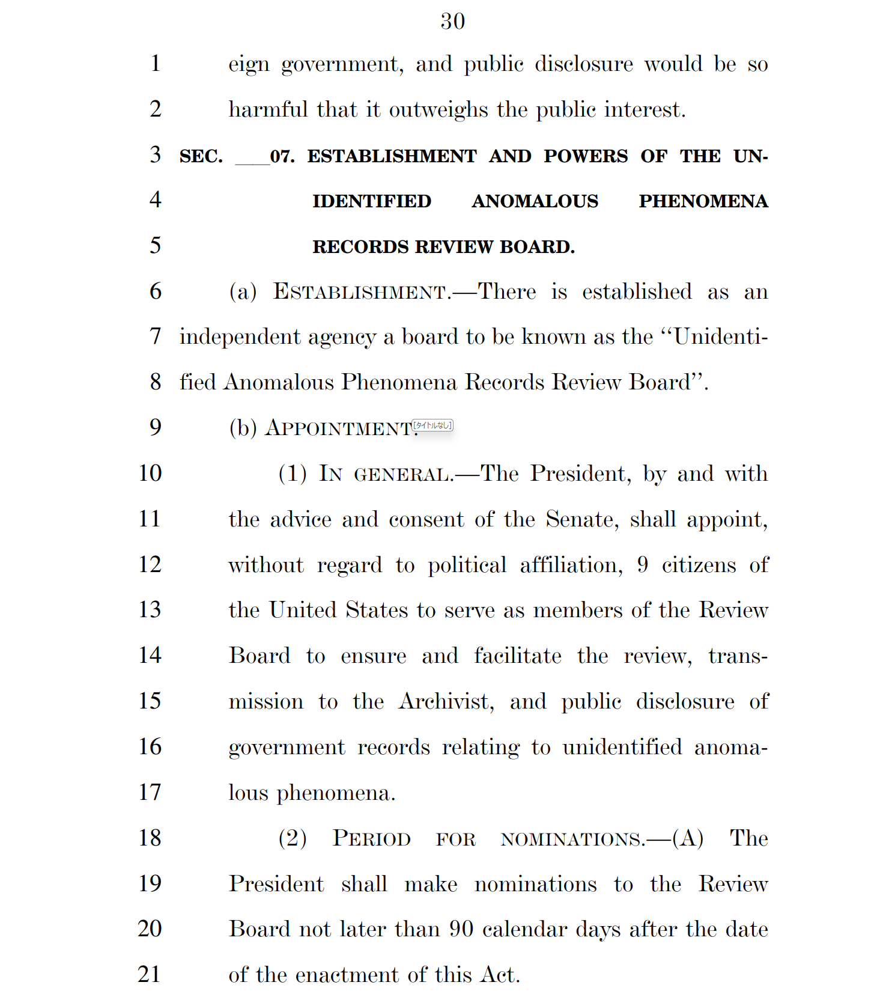 30
1 eign government, and public disclosure would be so
2 harmful that it outweighs the public interest.
3 SEC. ___07. ESTABLISHMENT AND POWERS OF THE UN-
4 IDENTIFIED ANOMALOUS PHENOMENA
5 RECORDS REVIEW BOARD.
6 (a) ESTABLISHMENT.—There is established as an
7 independent agency a board to be known as the ‘‘Unidenti-
8 fied Anomalous Phenomena Records Review Board’’.
9 (b) APPOINTMENT. [タイトルなし]
10 (1) IN GENERAL.—The President, by and with
11 the advice and consent of the Senate, shall appoint,
12 without regard to political affiliation, 9 citizens of
13 the United States to serve as members of the Review
14 Board to ensure and facilitate the review, trans-
15 mission to the Archivist, and public disclosure of
16 government records relating to unidentified anoma-
17 lous phenomena.
18 (2) PERIOD FOR NOMINATIONS.—(A) The
19 President shall make nominations to the Review
20 Board not later than 90 calendar days after the date
21 of the enactment of this Act.